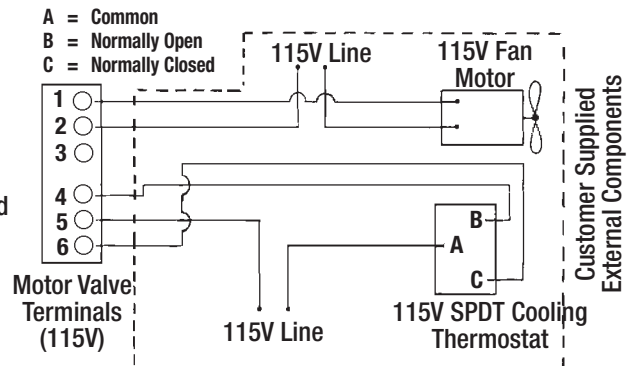 A = Common
B = Normally Open
C = Normally Closed
115V Line
115V Fan
Motor
1
2
3
4
5
6
d
B
A
C
Motor Valve
Terminals
(115V)
115V Line
115V SPDT Cooling
Thermostat
Customer Supplied
External Components